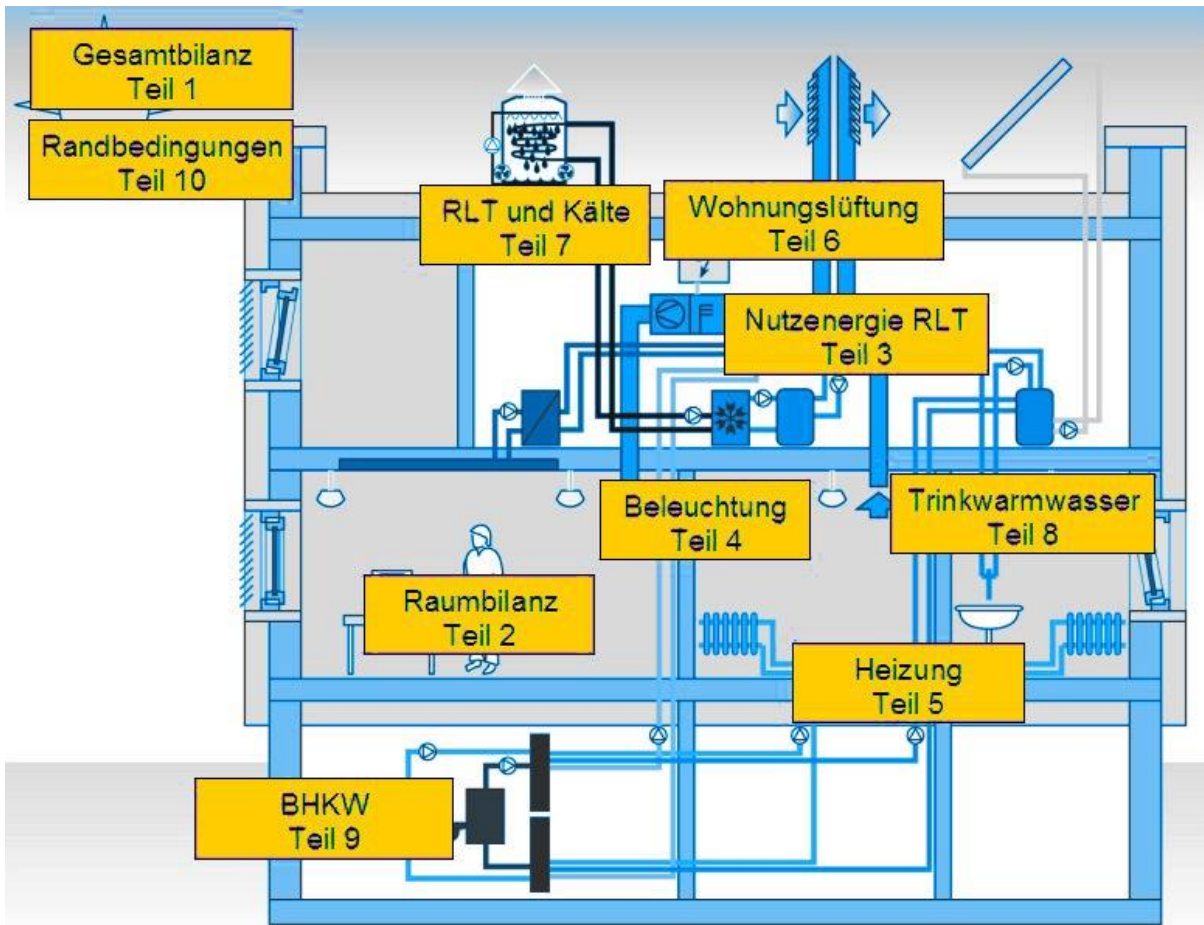 Gesamtbilanz
Teil 1
Randbedingungen
Teil 10
RLT und Kälte
Teil 7
Wohnungslüftung
Teil 6
Nutzenergie RLT
Teil 3
Beleuchtung
Teil 4
Trinkwarmwasser
Teil 8
Raumbilanz
Teil 2
Heizung
Teil 5
BHKW
Teil 9